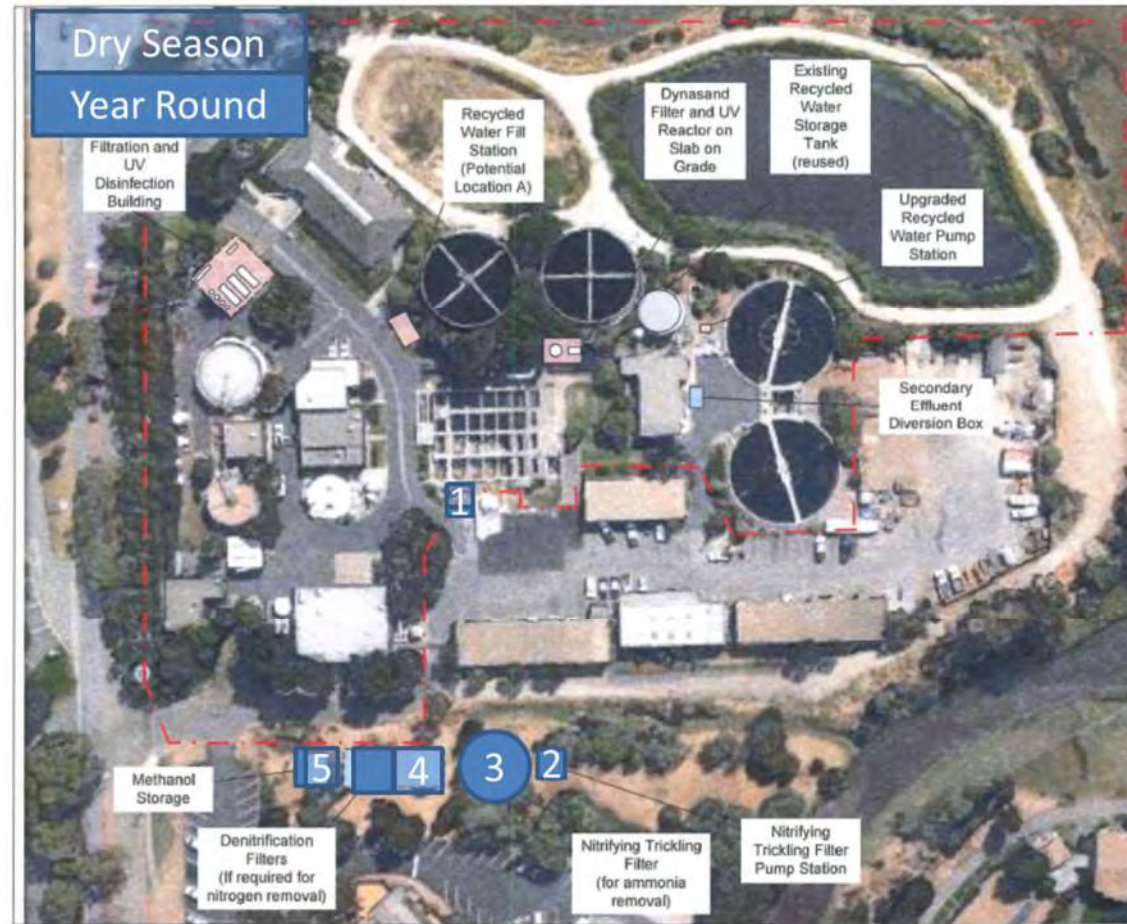 Dry Season
Year Round
Filtration and
UV
Disinfection
Building
Recycled
Water Fill
Station
(Potential
Location A)
Dynasand
Filter and UV
Reactor on
Slab on
Grade
Existing
Recycled
Water
Storage
Tank
(reused)
Upgraded
Recycled
Water Pump
Station
Secondary
Effluent
Diversion Box
1
5
4
3
2
Methanol
Storage
Denitrification
Filters
(If required for
nitrogen removal)
Nitrifying Trickling
Filter
(for ammonia
removal)
Nitrifying
Trickling Filter
Pump Station